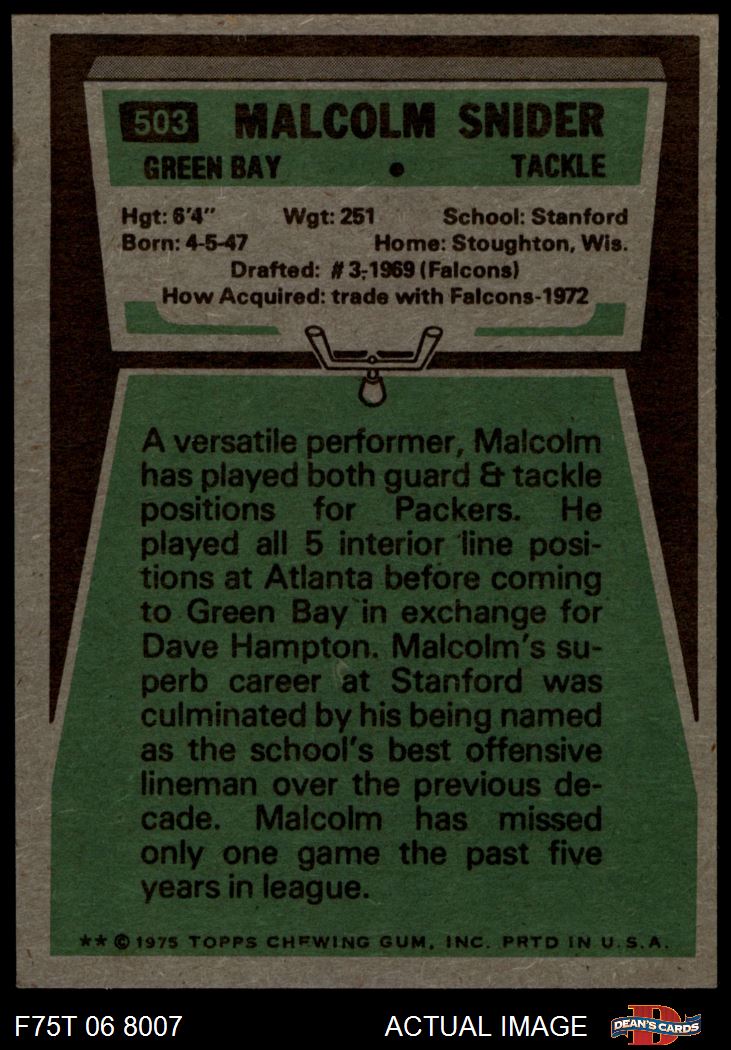 503 MALCOLM SNIDER
GREEN BAY • TACKLE
Hgt: 6'4" Wgt: 251 School: Stanford
Born: 4-5-47 Home: Stoughton, Wis.
Drafted: #3-1969 (Falcons)
How Acquired: trade with Falcons-1972
A versatile performer, Malcolm
has played both guard & tackle
positions for Packers. He
played all 5 interior line posi-
tions at Atlanta before coming
to Green Bay in exchange for
Dave Hampton. Malcolm's su-
perb career at Stanford was
culminated by his being named
as the school's best offensive
lineman over the previous de-
cade. Malcolm has missed
only one game the past five
years in league.
** © 1975 TOPPS CHEWING GUM, INC. PRTD IN U.S.A.
F75T 06 8007 ACTUAL IMAGE D DEAN'S CARDS